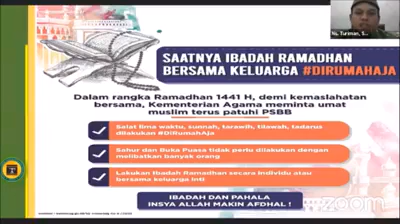 Ns. Turiman, S...
SAATNYA IBADAH RAMADHAN
BERSAMA KELUARGA #DIRUMAHAJA
Dalam rangka Ramadhan 1441 H, demi kemaslahatan
bersama, Kementerian Agama meminta umat
muslim terus patuhi PSBB
Salat lima waktu, sunnah, tarawih, tilawah, tadarus
dilakukan #DiRumahAja
Sahur dan Buka Puasa tidak perlu dilakukan dengan
melibatkan banyak orang
Lakukan Ibadah Ramadhan secara individu atau
bersama keluarga inti
IBADAH DAN PAHALA
INSYA ALLAH MAKIN AFDHAL!
zoom